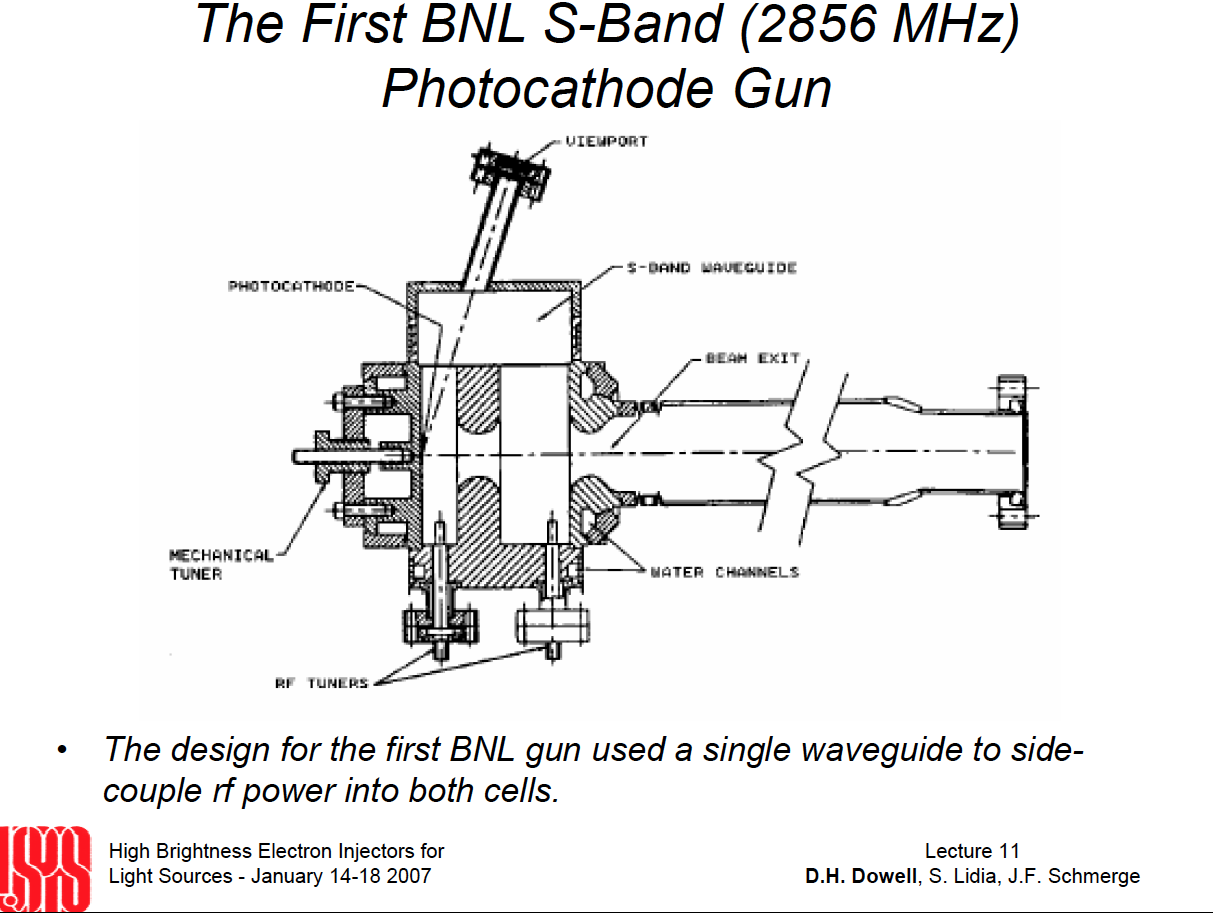 The First BNL S-Band (2856 MHz)
Photocathode Gun
VIEWPORT
S-BAND WAVEGUIDE
PHOTOCATHODE
BEAM EXIT
MECHANICAL
TUNER
WATER CHANNELS
RF TUNERS
• The design for the first BNL gun used a single waveguide to side-
couple rf power into both cells.
High Brightness Electron Injectors for
Light Sources - January 14-18 2007
Lecture 11
D.H. Dowell, S. Lidia, J.F. Schmerge